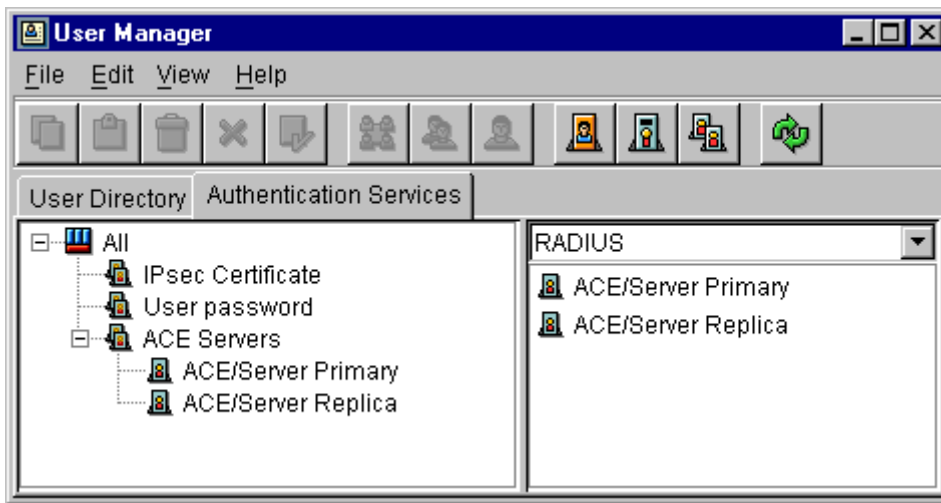 User Manager
File Edit View Help
User Directory Authentication Services
All
IPsec Certificate
User password
ACE Servers
ACE/Server Primary
ACE/Server Replica
RADIUS
ACE/Server Primary
ACE/Server Replica